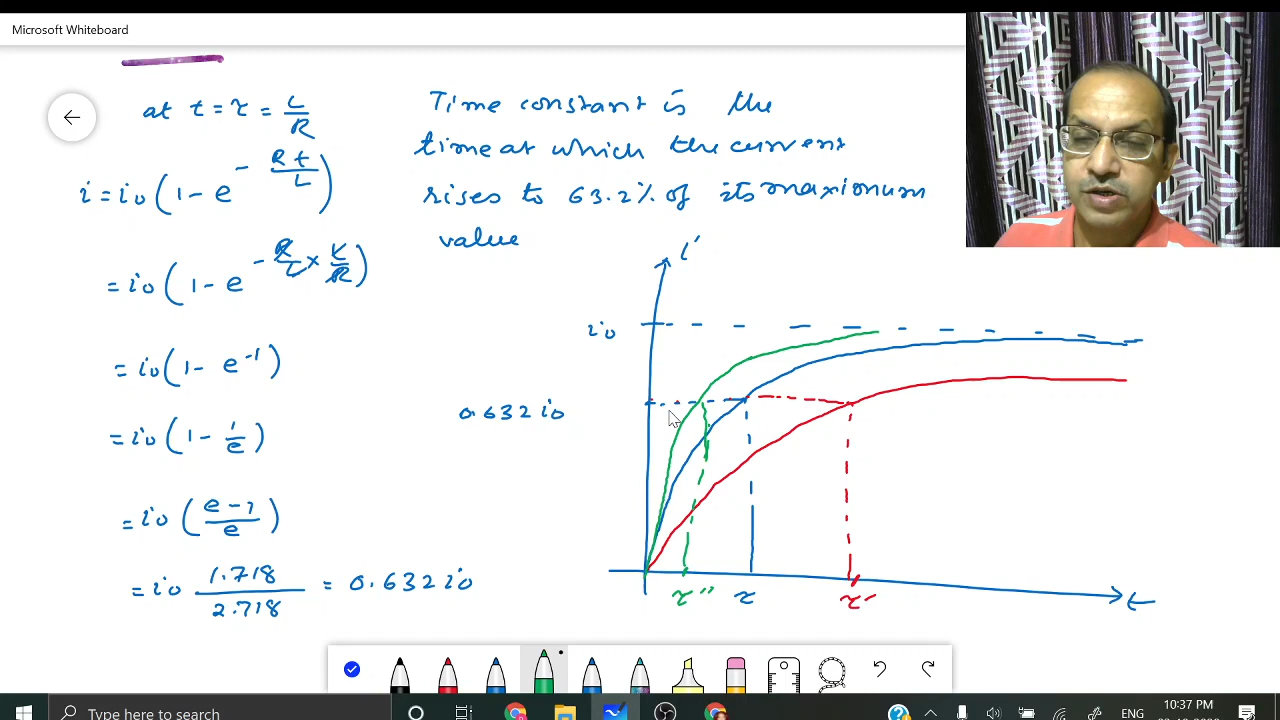 Microsoft Whiteboard
at t = τ = L/R
i = i₀ (1 - e^(-Rt/L))
= i₀ (1 - e^(-R/L × L/R))
= i₀ (1 - e⁻¹)
= i₀ (1 - 1/e)
= i₀ (e-1/e)
= i₀ 1.718/2.718 = 0.632 i₀
Time constant is the
time at which the current
rises to 63.2% of its maximum
value
i
i₀
0.632 i₀
τ'' τ τ' t
Type here to search
ENG
10:37 PM